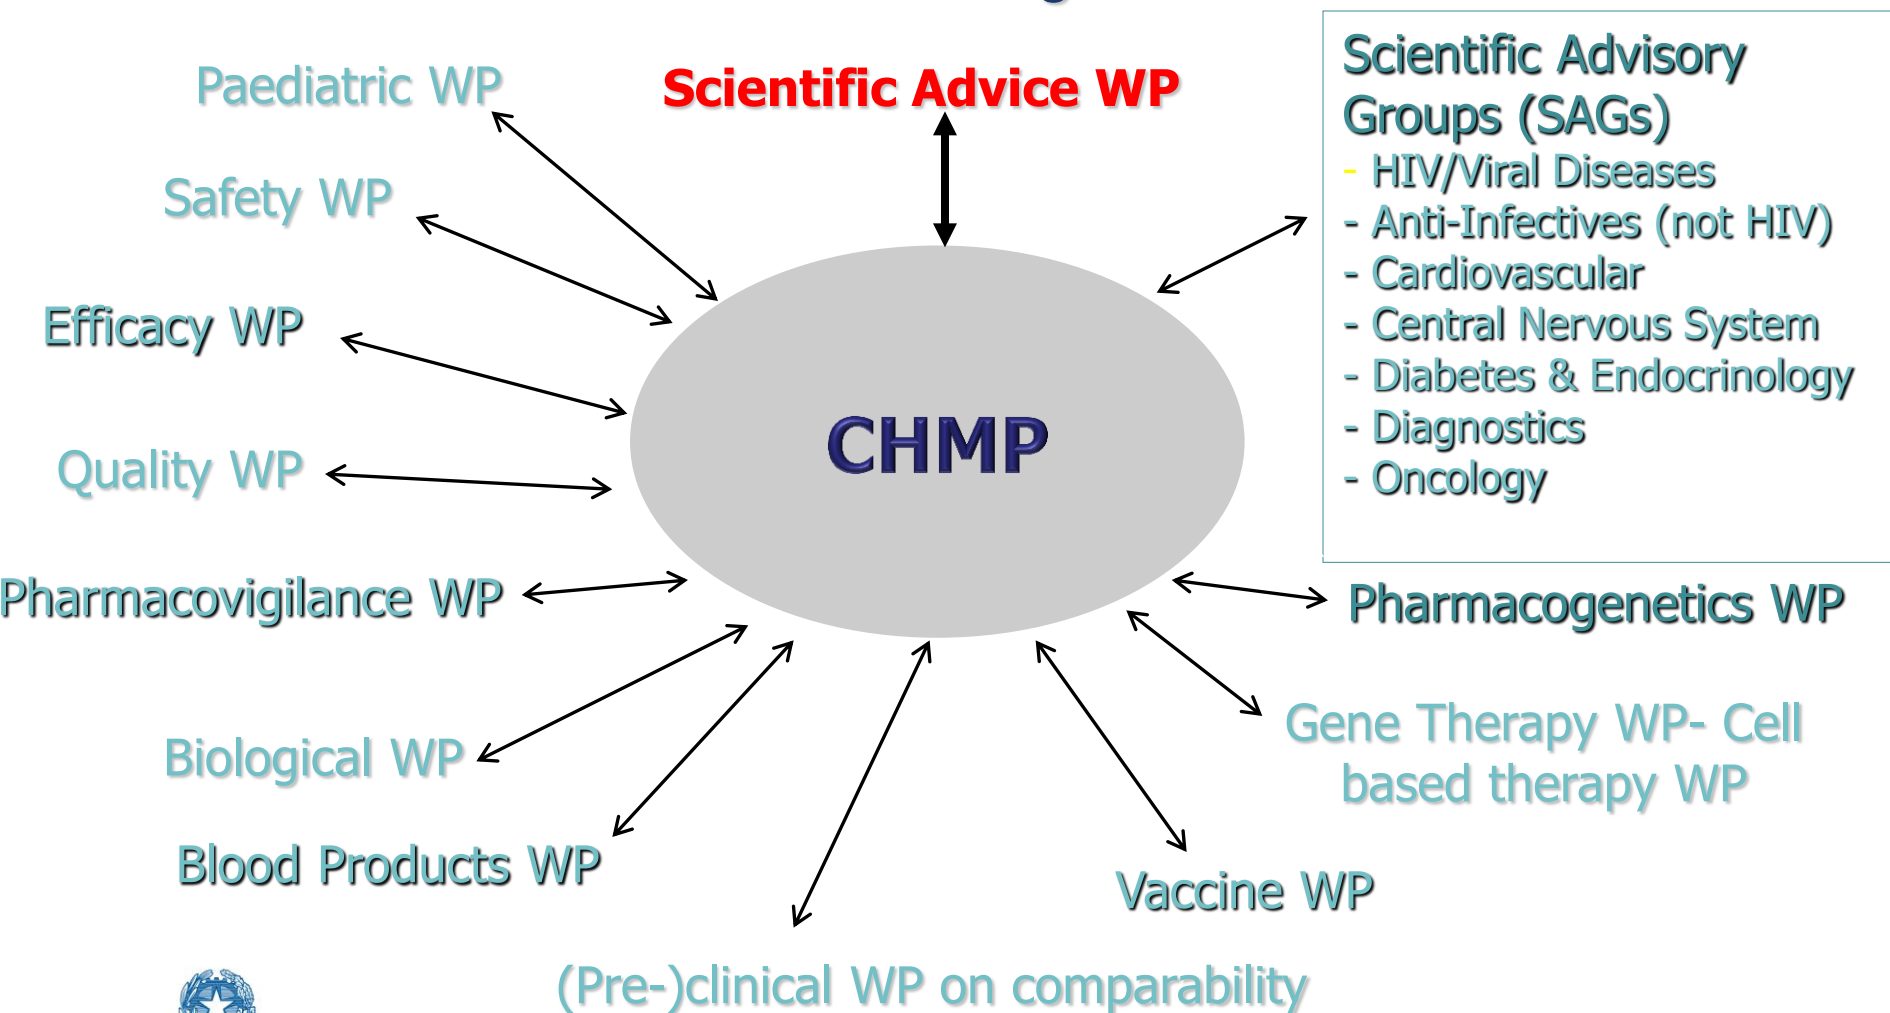 Paediatric WP
Scientific Advice WP
Safety WP
Efficacy WP
Quality WP
Pharmacovigilance WP
Biological WP
Blood Products WP
(Pre-)clinical WP on comparability
CHMP
Scientific Advisory
Groups (SAGs)
- HIV/Viral Diseases
- Anti-Infectives (not HIV)
- Cardiovascular
- Central Nervous System
- Diabetes & Endocrinology
- Diagnostics
- Oncology
Pharmacogenetics WP
Gene Therapy WP- Cell
based therapy WP
Vaccine WP